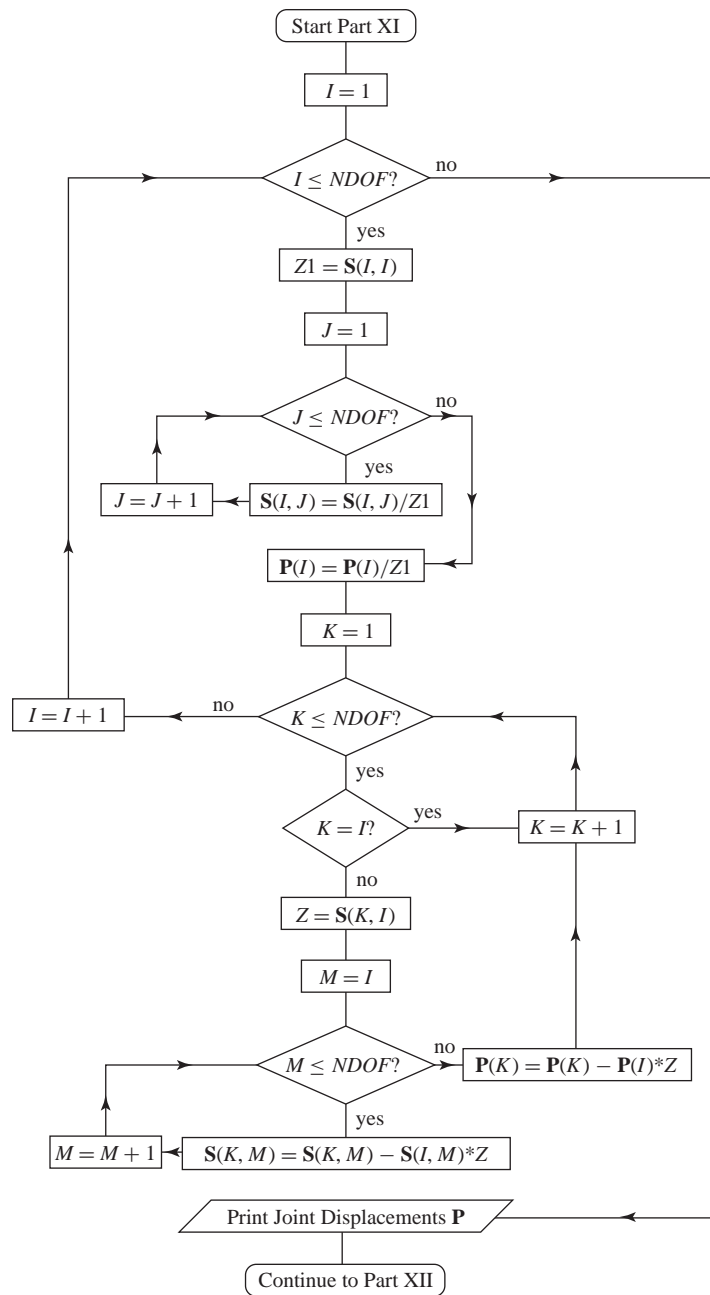 Start Part XI
I = 1
I ≤ NDOF?
no
yes
Z1 = S(I, I)
J = 1
J ≤ NDOF?
no
yes
J = J + 1
S(I, J) = S(I, J)/Z1
P(I) = P(I)/Z1
K = 1
I = I + 1
no
K ≤ NDOF?
yes
K = I?
yes
K = K + 1
no
Z = S(K, I)
M = I
M ≤ NDOF?
no
P(K) = P(K) − P(I)*Z
yes
M = M + 1
S(K, M) = S(K, M) − S(I, M)*Z
Print Joint Displacements P
Continue to Part XII